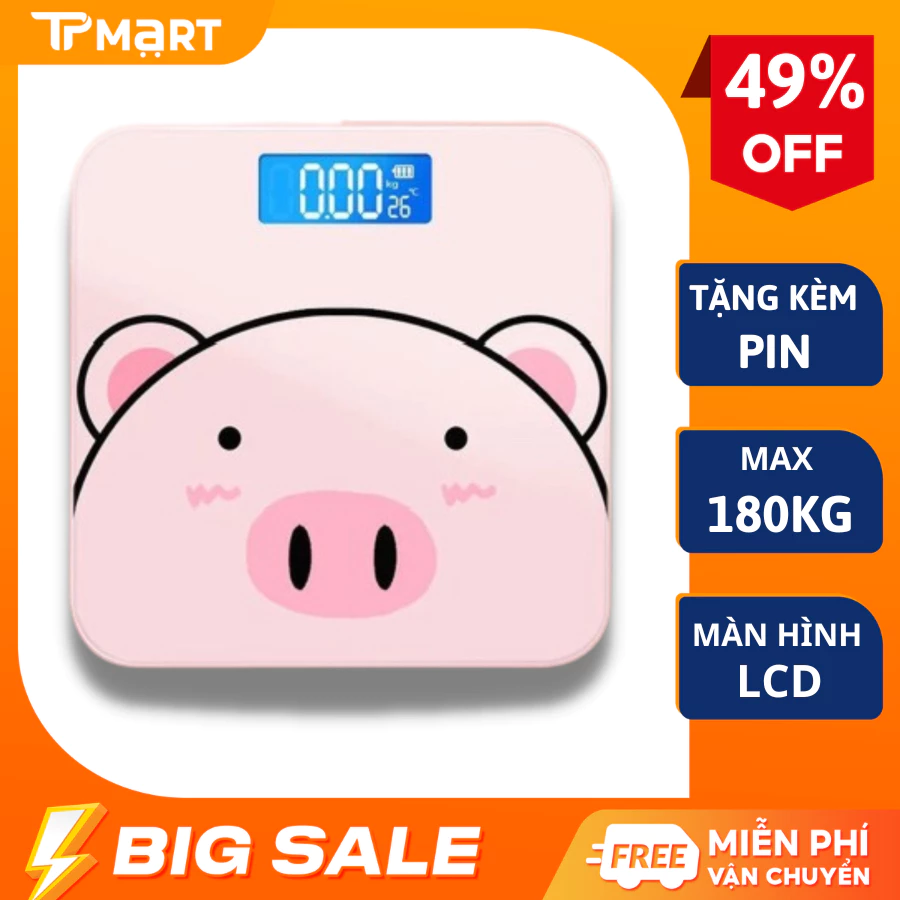 TPMART
49%
OFF
0.00 kg
26 °C
TẶNG KÈM
PIN
MAX
180KG
MÀN HÌNH
LCD
BIG SALE
FREE
MIỄN PHÍ
VẬN CHUYỂN